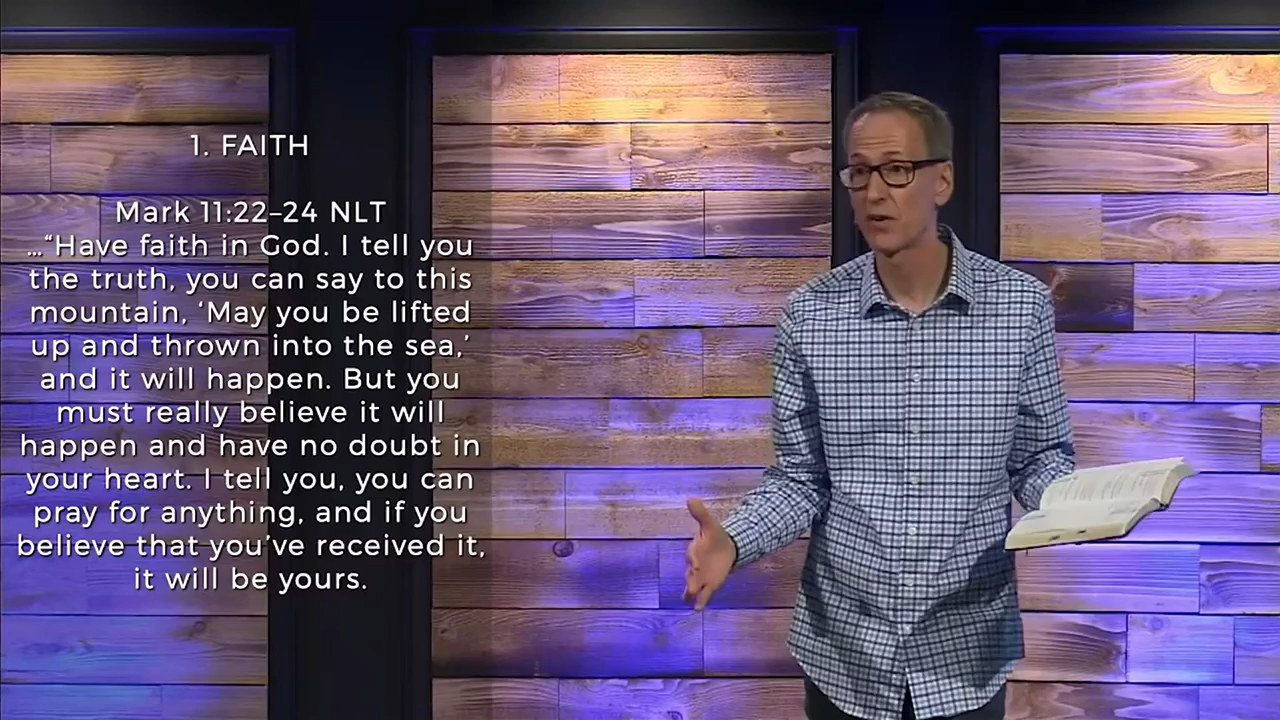 1. FAITH
Mark 11:22–24 NLT
…“Have faith in God. I tell you
the truth, you can say to this
mountain, ‘May you be lifted
up and thrown into the sea,’
and it will happen. But you
must really believe it will
happen and have no doubt in
your heart. I tell you, you can
pray for anything, and if you
believe that you’ve received it,
it will be yours.